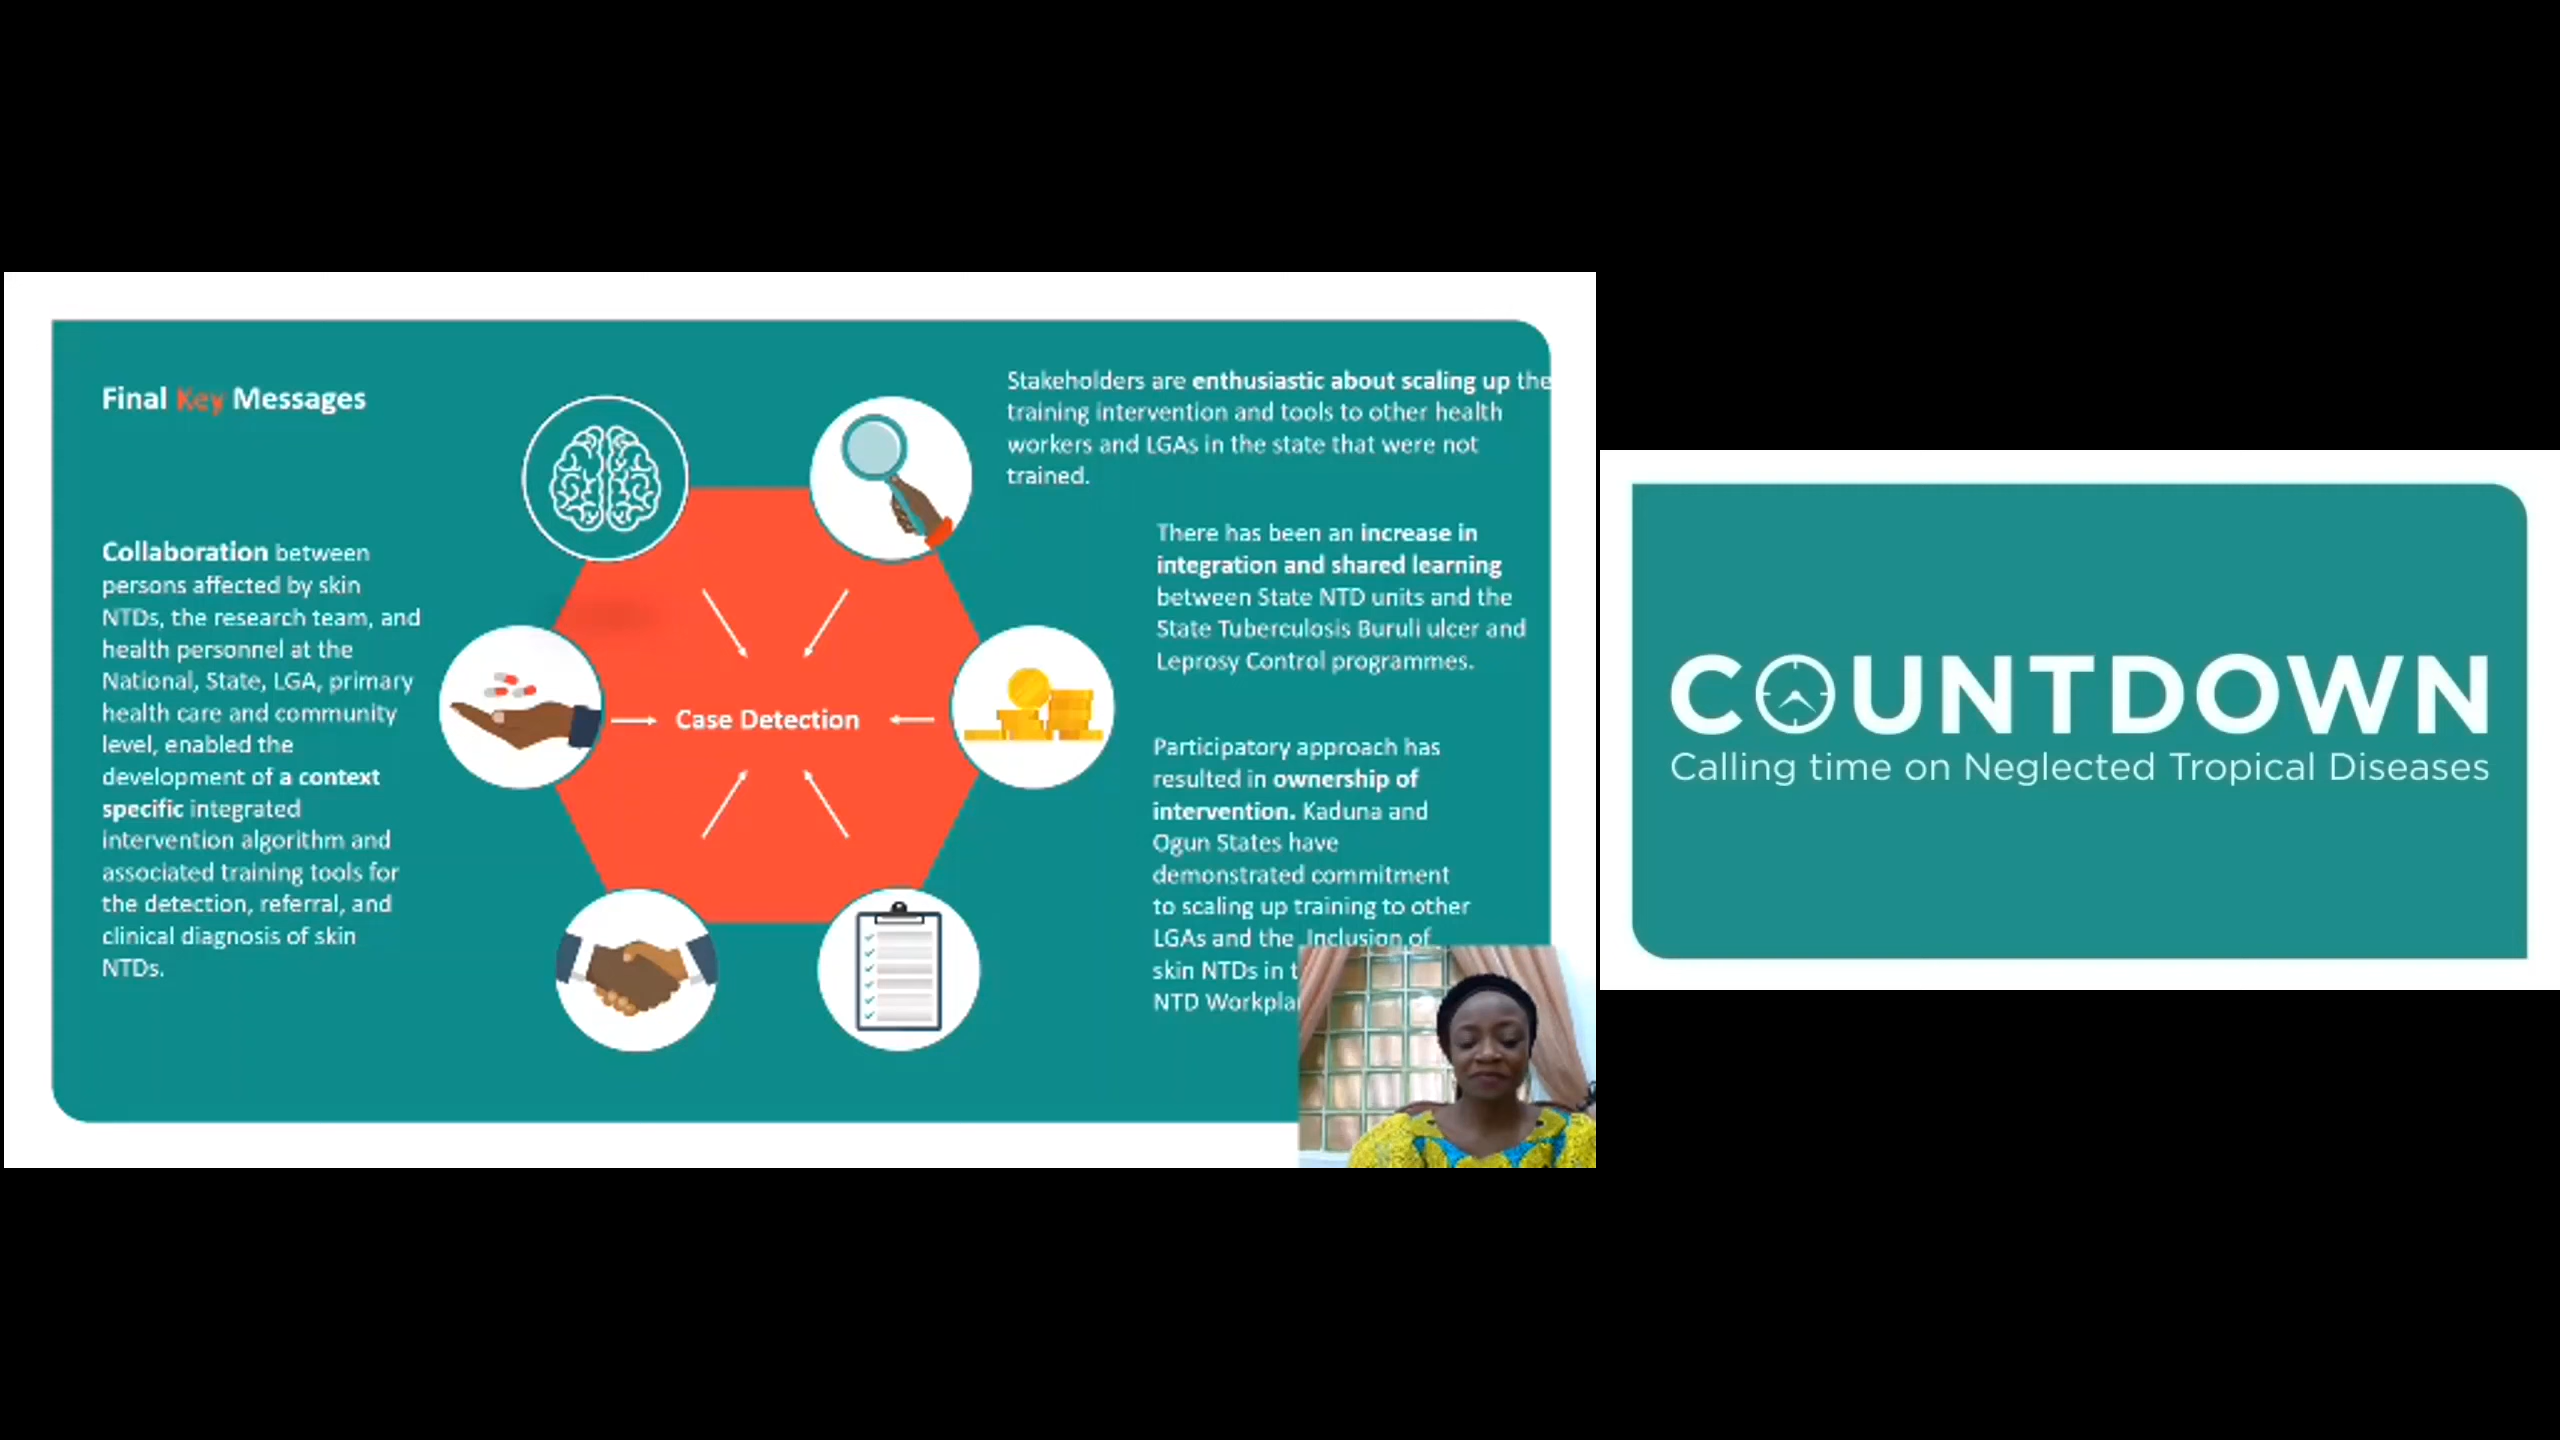 Final Key Messages
Collaboration between
persons affected by skin
NTDs, the research team, and
health personnel at the
National, State, LGA, primary
health care and community
level, enabled the
development of a context
specific integrated
intervention algorithm and
associated training tools for
the detection, referral, and
clinical diagnosis of skin
NTDs.
Case Detection
Stakeholders are enthusiastic about scaling up the
training intervention and tools to other health
workers and LGAs in the state that were not
trained.
There has been an increase in
integration and shared learning
between State NTD units and the
State Tuberculosis Buruli ulcer and
Leprosy Control programmes.
Participatory approach has
resulted in ownership of
intervention. Kaduna and
Ogun States have
demonstrated commitment
to scaling up training to other
LGAs and the Inclusion of
skin NTDs in
NTD
COUNTDOWN
Calling time on Neglected Tropical Diseases